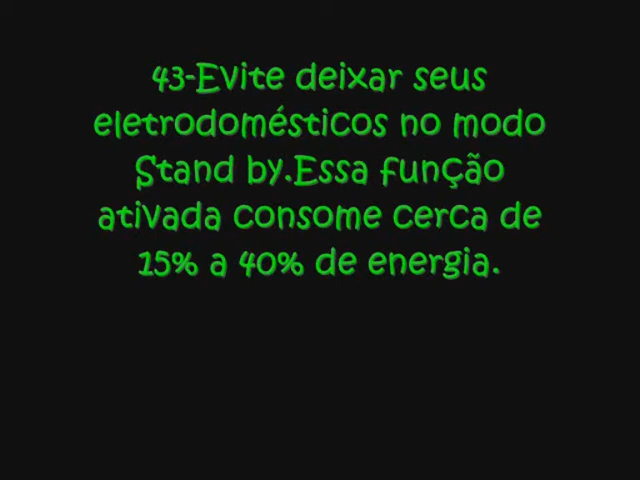 43-Evite deixar seus
eletrodomésticos no modo
Stand by.Essa função
ativada consome cerca de
15% a 40% de energia.